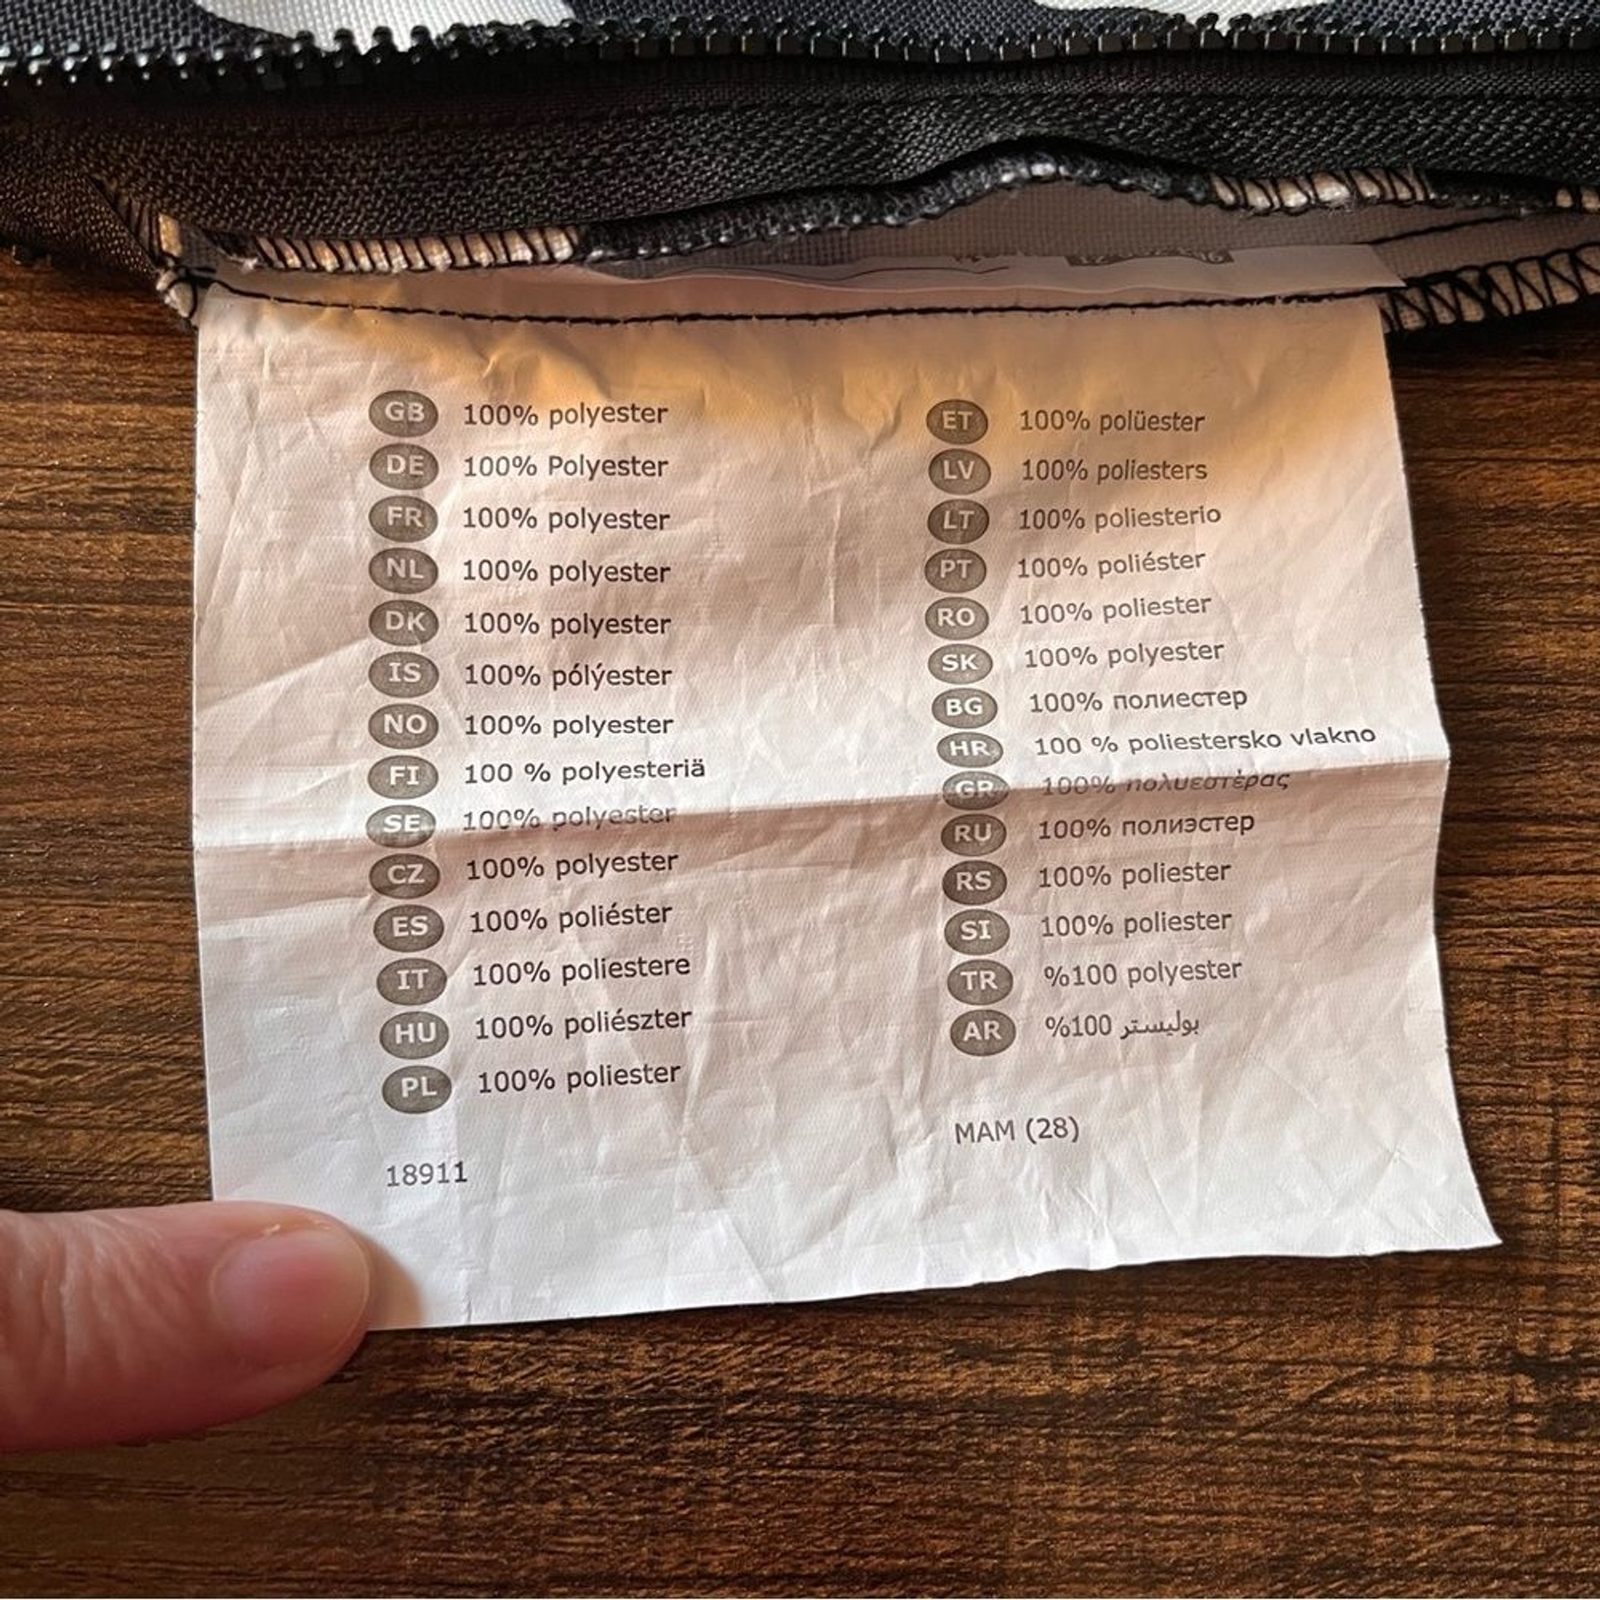 GB 100% polyester
DE 100% Polyester
FR 100% polyester
NL 100% polyester
DK 100% polyester
IS 100% pólýester
NO 100% polyester
FI 100 % polyesteriä
SE 100% polyester
CZ 100% polyester
ES 100% poliéster
IT 100% poliestere
HU 100% poliészter
PL 100% poliester
18911
ET 100% polüester
LV 100% poliesters
LT 100% poliesterio
PT 100% poliéster
RO 100% poliester
SK 100% polyester
BG 100% полиестер
HR 100 % poliestersko vlakno
GR 100% πολυεστέρας
RU 100% полиэстер
RS 100% poliester
SI 100% poliester
TR %100 polyester
AR %100 بوليستر
MAM (28)